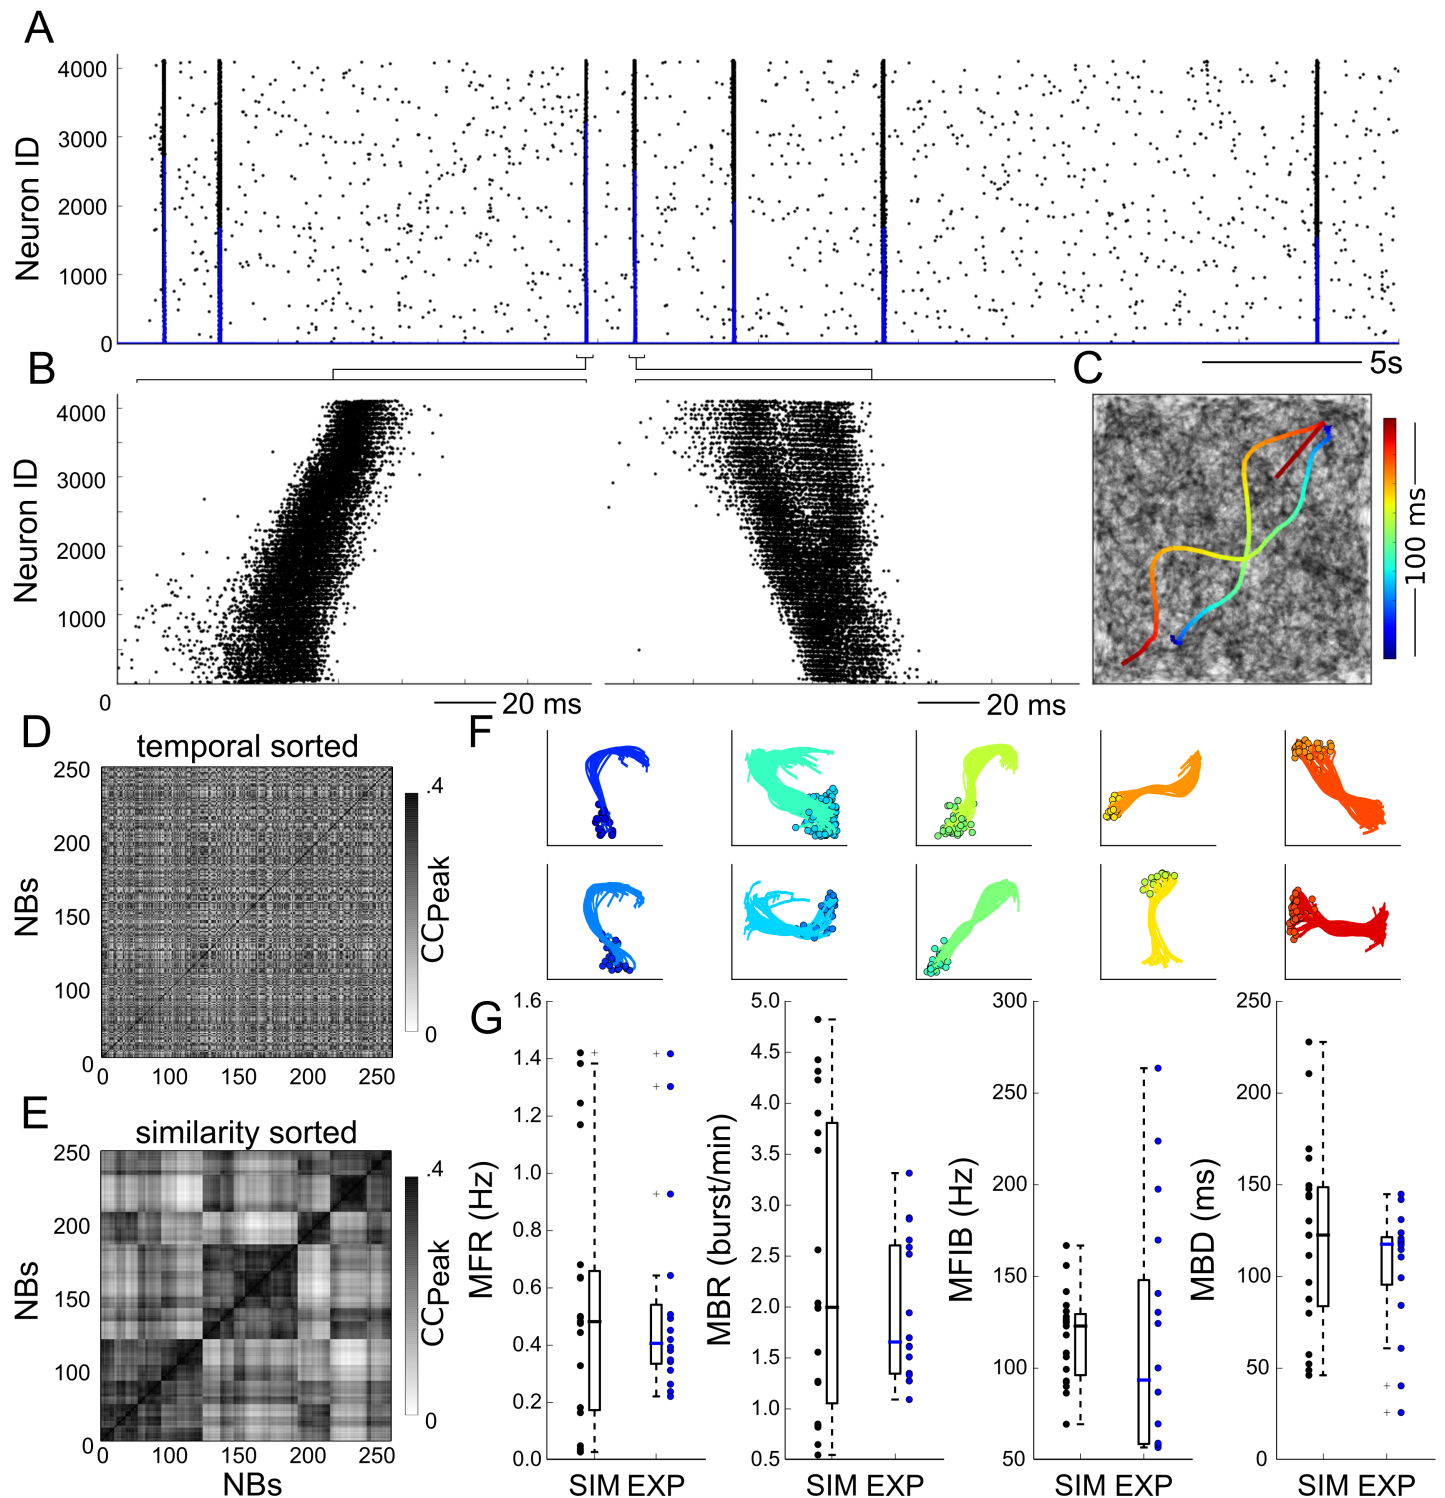 A
Neuron ID
4000
3000
2000
1000
0
5s
B
Neuron ID
4000
3000
2000
1000
0
20 ms
20 ms
C
100 ms
D
temporal sorted
NBs
250
200
150
100
0
0
100
150
200
250
.4
0
CCPeak
E
similarity sorted
NBs
250
200
150
100
0
0
100
150
200
250
NBs
.4
0
CCPeak
F
G
MFR (Hz)
1.6
1.4
1.2
1.0
0.8
0.6
0.4
0.2
0.0
SIM EXP
MBR (burst/min)
5.0
4.5
4.0
3.5
3.0
2.5
2.0
1.5
1.0
0.5
SIM EXP
MFIB (Hz)
300
250
200
150
100
50
SIM EXP
MBD (ms)
250
200
150
100
50
0
SIM EXP